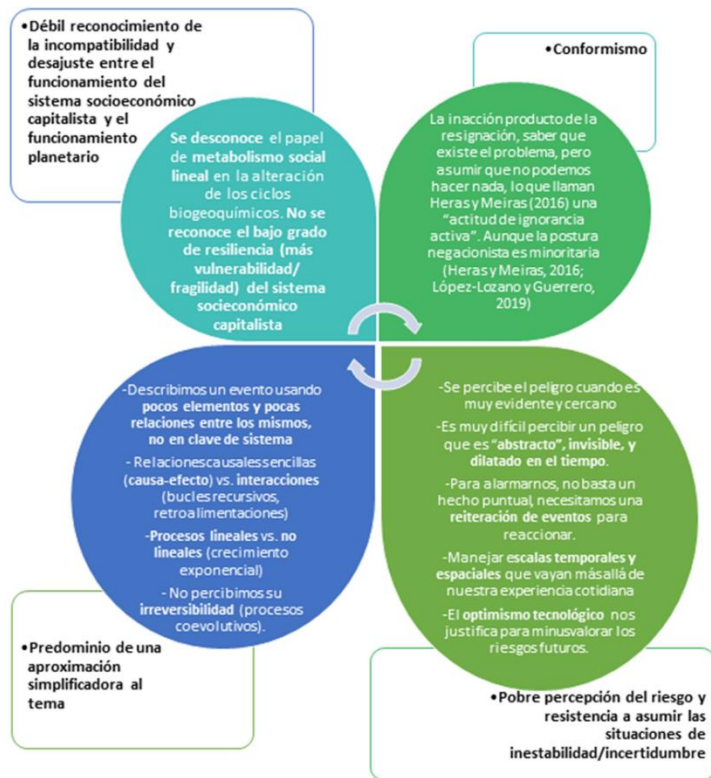 •Débil reconocimiento de
la incompatibilidad y
desajuste entre el
funcionamiento del
sistema socioeconómico
capitalista y el
funcionamiento
planetario
Se desconoce el papel
de metabolismo social
lineal en la alteración
de los ciclos
biogeoquímicos. No se
reconoce el bajo grado
de resiliencia (más
vulnerabilidad/
fragilidad) del sistema
socioeconómico
capitalista
•Conformismo
La inacción producto de la
resignación, saber que
existe el problema, pero
asumir que no podemos
hacer nada, lo que llaman
Heras y Meiras (2016) una
“actitud de ignorancia
activa”. Aunque la postura
negacionista es minoritaria
(Heras y Meiras, 2016;
López-Lozano y Guerrero,
2019)
-Describimos un evento usando
pocos elementos y pocas
relaciones entre los mismos,
no en clave de sistema
- Relaciones causales sencillas
(causa-efecto) vs. interacciones
(bucles recursivos,
retroalimentaciones)
-Procesos lineales vs. no
lineales (crecimiento
exponencial)
- No percibimos su
irreversibilidad (procesos
coevolutivos).
•Predominio de una
aproximación
simplificadora al
tema
-Se percibe el peligro cuando es
muy evidente y cercano
-Es muy difícil percibir un peligro
que es “abstracto”, invisible, y
dilatado en el tiempo.
-Para alarmarnos, no basta un
hecho puntual, necesitamos una
reiteración de eventos para
reaccionar.
-Manejar escalas temporales y
espaciales que vayan más allá de
nuestra experiencia cotidiana
-El optimismo tecnológico nos
justifica para minusvalorar los
riesgos futuros.
•Pobre percepción del riesgo y
resistencia a asumir las
situaciones de
inestabilidad/incertidumbre